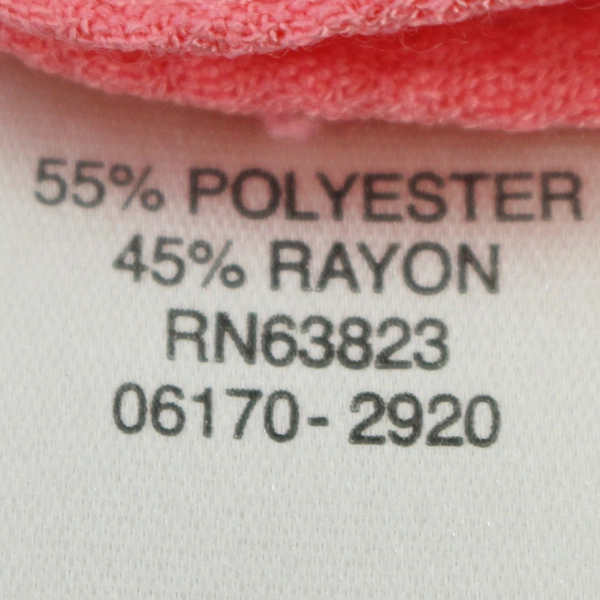 55% POLYESTER
45% RAYON
RN63823
06170-2920